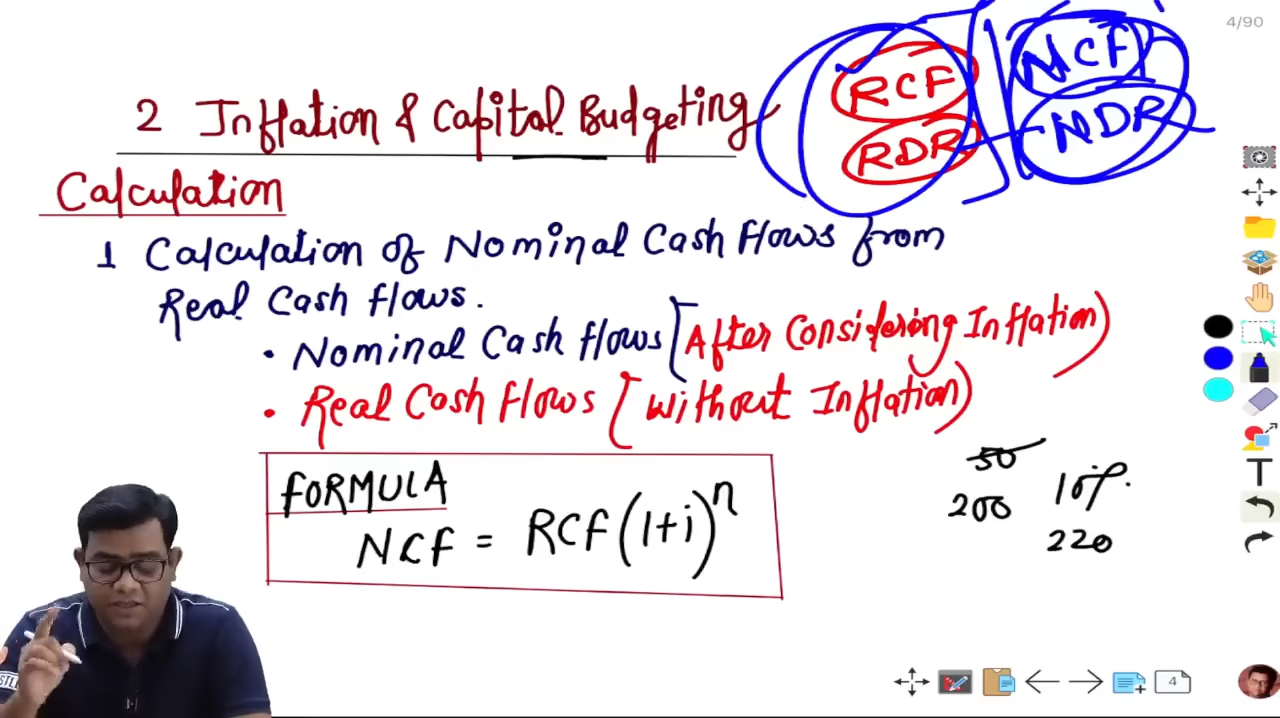 4/90
RCF
RDR
NCF
NDR
2 Inflation & Capital Budgeting
Calculation
1 Calculation of Nominal Cash flows from
Real Cash flows.
• Nominal Cash flows [After Considering Inflation)
• Real Cash flows [without Inflation)
FORMULA
NCF = RCF(1+i)^n
50
200
10%.
220
4